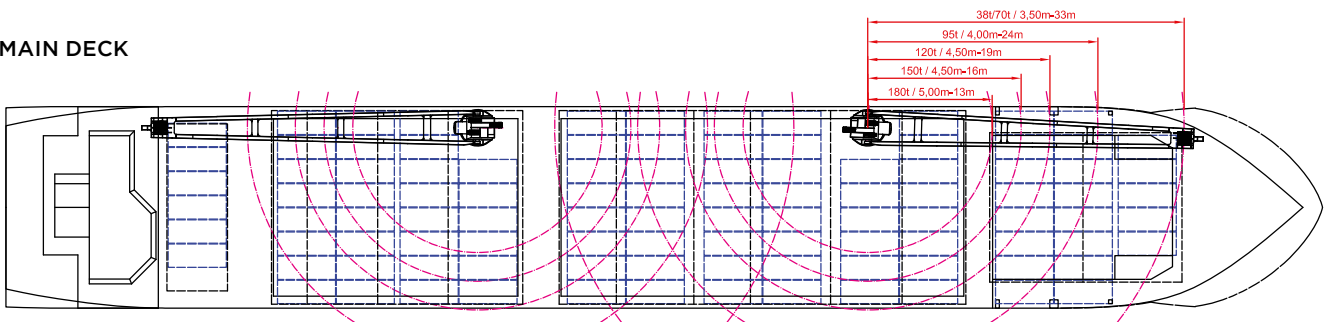 38t/70t / 3,50m-33m
MAIN DECK
95t / 4,00m-24m
120t / 4,50m-19m
150t / 4,50m-16m
180t / 5,00m-13m